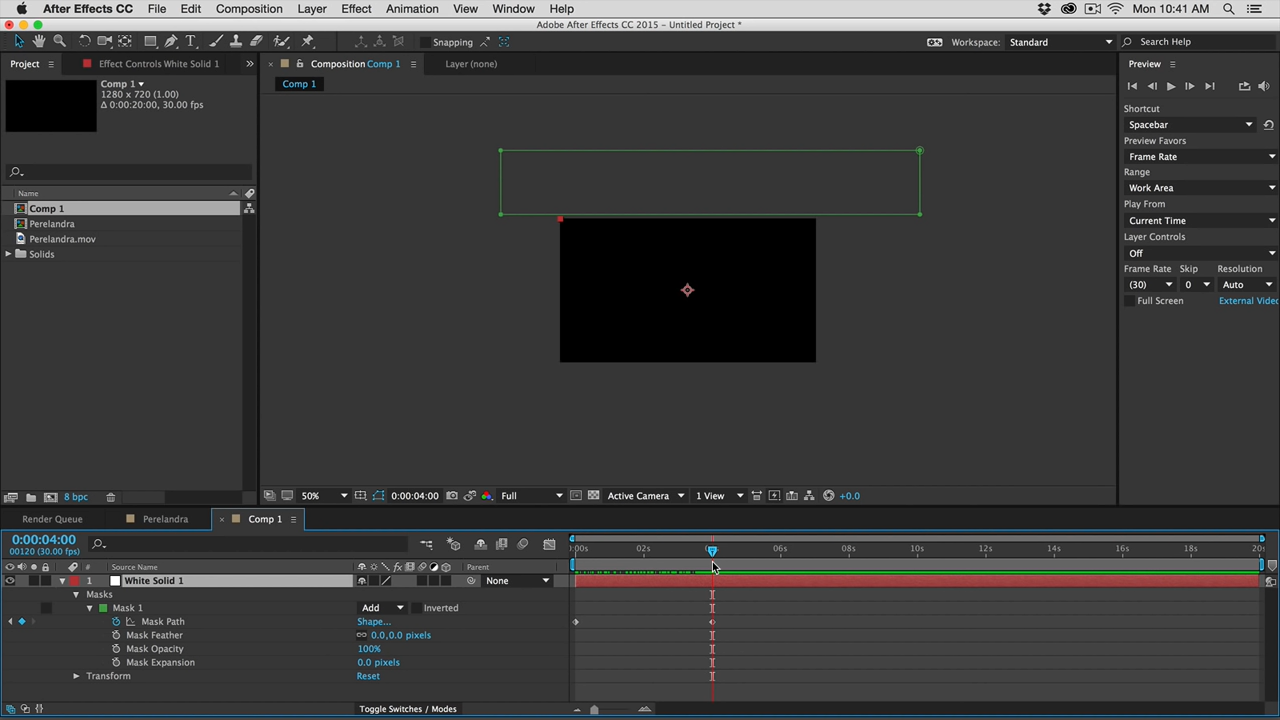 After Effects CC File Edit Composition Layer Effect Animation View Window Help Mon 10:41 AM
Adobe After Effects CC 2015 - Untitled Project *
Snapping Workspace: Standard Search Help
Project Effect Controls White Solid 1 Composition Comp 1 Layer (none) Preview
Comp 1
1280 x 720 (1.00)
Δ 0:00:20:00, 30.00 fps
Comp 1
Shortcut
Spacebar
Preview Favors
Frame Rate
Range
Work Area
Name
Comp 1
Perelandra
Perelandra.mov
Solids
Play From
Current Time
Layer Controls
Off
Frame Rate Skip Resolution
(30) 0 Auto
Full Screen External Video
8 bpc 50% 0:00:04:00 Full Active Camera 1 View +0.0
Render Queue Perelandra Comp 1
0:00:04:00
00120 (30.00 fps)
02s 06s 08s 10s 12s 14s 16s 18s
# Source Name Parent
1 White Solid 1 None
Masks
Mask 1 Add Inverted
Mask Path Shape...
Mask Feather 0.0,0.0 pixels
Mask Opacity 100%
Mask Expansion 0.0 pixels
Transform Reset
Toggle Switches / Modes